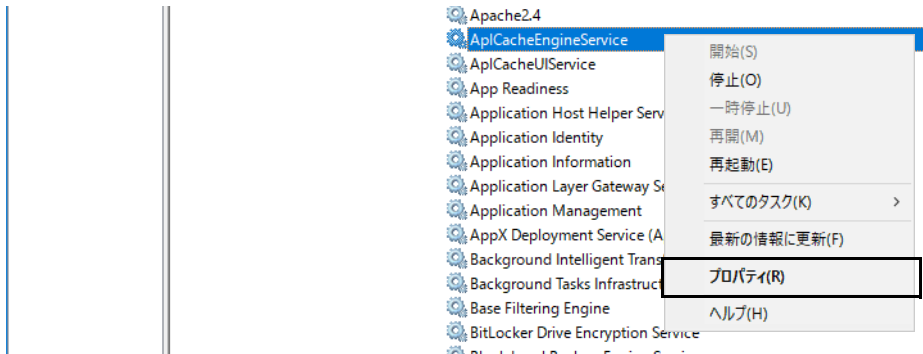 Apache2.4
AplCacheEngineService
AplCacheUIService
App Readiness
Application Host Helper Serv
Application Identity
Application Information
Application Layer Gateway Se
Application Management
AppX Deployment Service (A
Background Intelligent Trans
Background Tasks Infrastruct
Base Filtering Engine
BitLocker Drive Encryption Service
開始(S)
停止(O)
一時停止(U)
再開(M)
再起動(E)
すべてのタスク(K)
最新の情報に更新(F)
プロパティ(R)
ヘルプ(H)